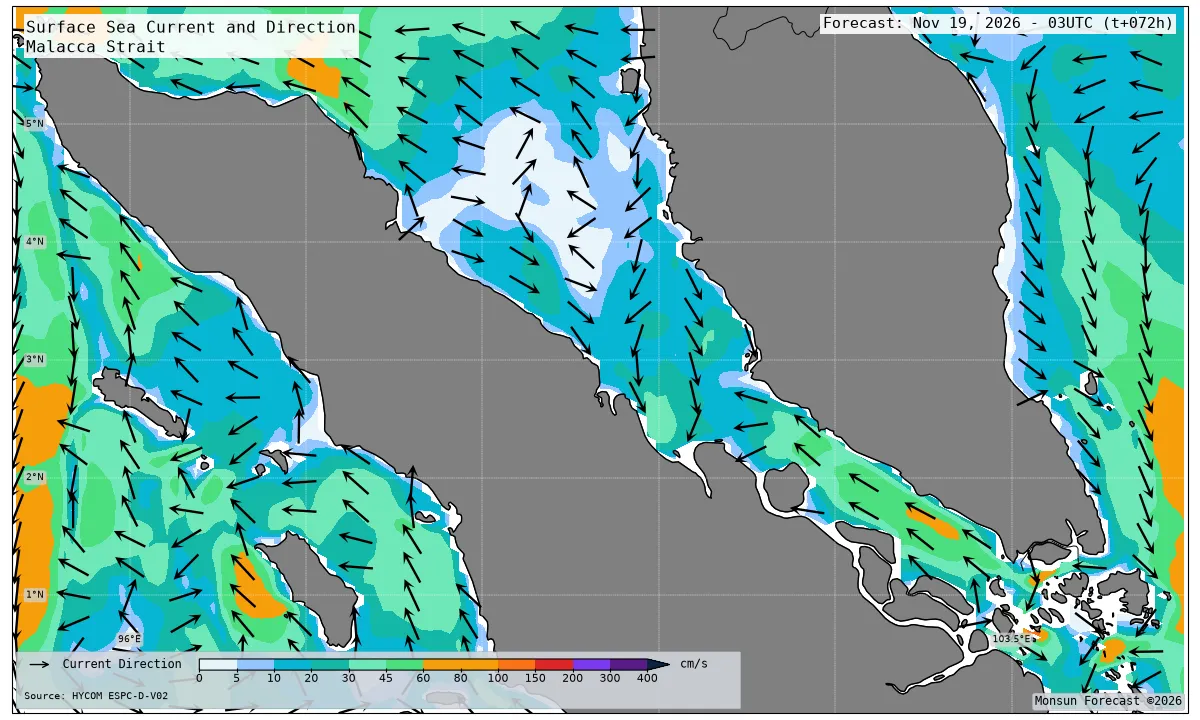 Surface Sea Current and Direction
Malacca Strait
Forecast: Nov 19, 2026 - 03UTC (t+072h)
5°N
4°N
3°N
2°N
1°N
96°E
103.5°E
Current Direction
0 5 10 20 30 45 60 80 100 150 200 300 400 cm/s
Source: HYCOM ESPC-D-V02
Monsun Forecast ©2026